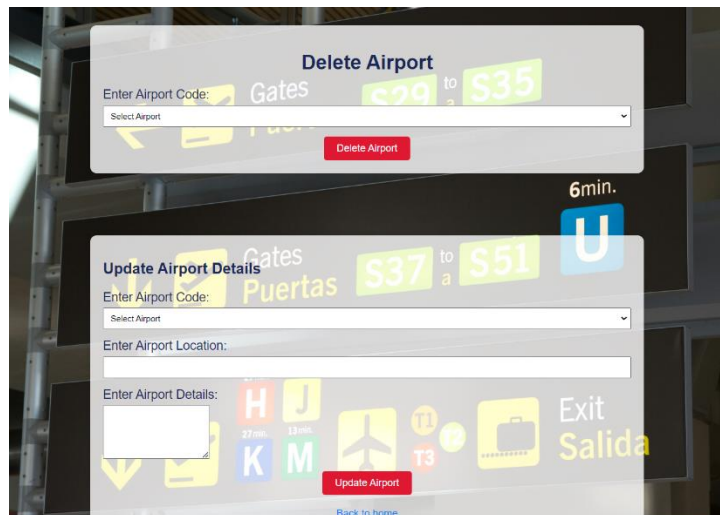 Delete Airport
Enter Airport Code:
Select Airport
Delete Airport
Gates
S29 to S35
a
6min.
U
Update Airport Details
Gates
Puertas
S37 to S51
a
Enter Airport Code:
Select Airport
Enter Airport Location:
Enter Airport Details:
H J
27min. 13min.
K M
T1
T2
T3
Exit
Salida
Update Airport
Back to home